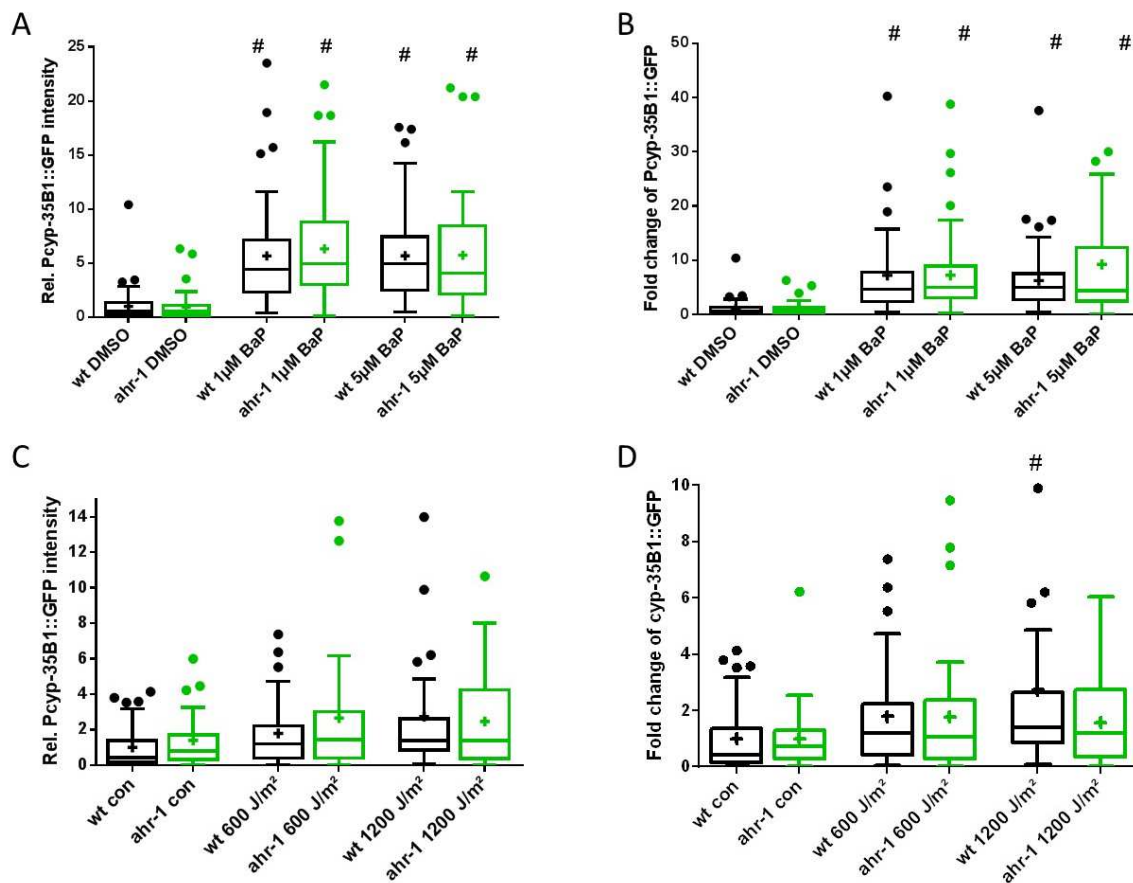 A
Rel. Pcyp-35B1::GFP intensity
25
20
15
10
5
0
# # # #
wt DMSO
ahr-1 DMSO
wt 1µM BaP
ahr-1 1µM BaP
wt 5µM BaP
ahr-1 5µM BaP
B
Fold change of Pcyp-35B1::GFP
50
40
30
20
10
0
# # # #
wt DMSO
ahr-1 DMSO
wt 1µM BaP
ahr-1 1µM BaP
wt 5µM BaP
ahr-1 5µM BaP
C
Rel. Pcyp-35B1::GFP intensity
14
12
10
8
6
4
2
0
wt con
ahr-1 con
wt 600 J/m²
ahr-1 600 J/m²
wt 1200 J/m²
ahr-1 1200 J/m²
D
Fold change of cyp-35B1::GFP
10
8
6
4
2
0
#
wt con
ahr-1 con
wt 600 J/m²
ahr-1 600 J/m²
wt 1200 J/m²
ahr-1 1200 J/m²